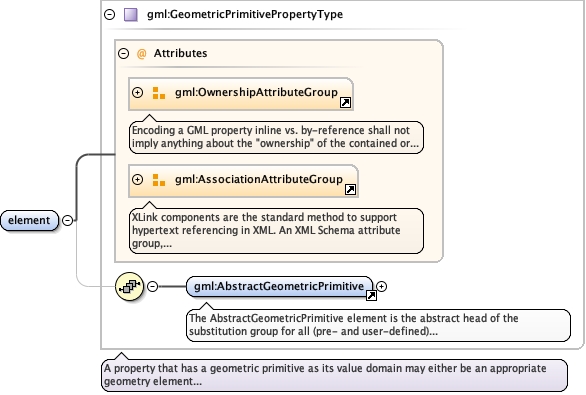 gml:GeometricPrimitivePropertyType
@ Attributes
gml:OwnershipAttributeGroup
Encoding a GML property inline vs. by-reference shall not
imply anything about the "ownership" of the contained or...
gml:AssociationAttributeGroup
XLink components are the standard method to support
hypertext referencing in XML. An XML Schema attribute
group,...
element
gml:AbstractGeometricPrimitive
The AbstractGeometricPrimitive element is the abstract head of the
substitution group for all (pre- and user-defined)...
A property that has a geometric primitive as its value domain may either be an appropriate
geometry element...